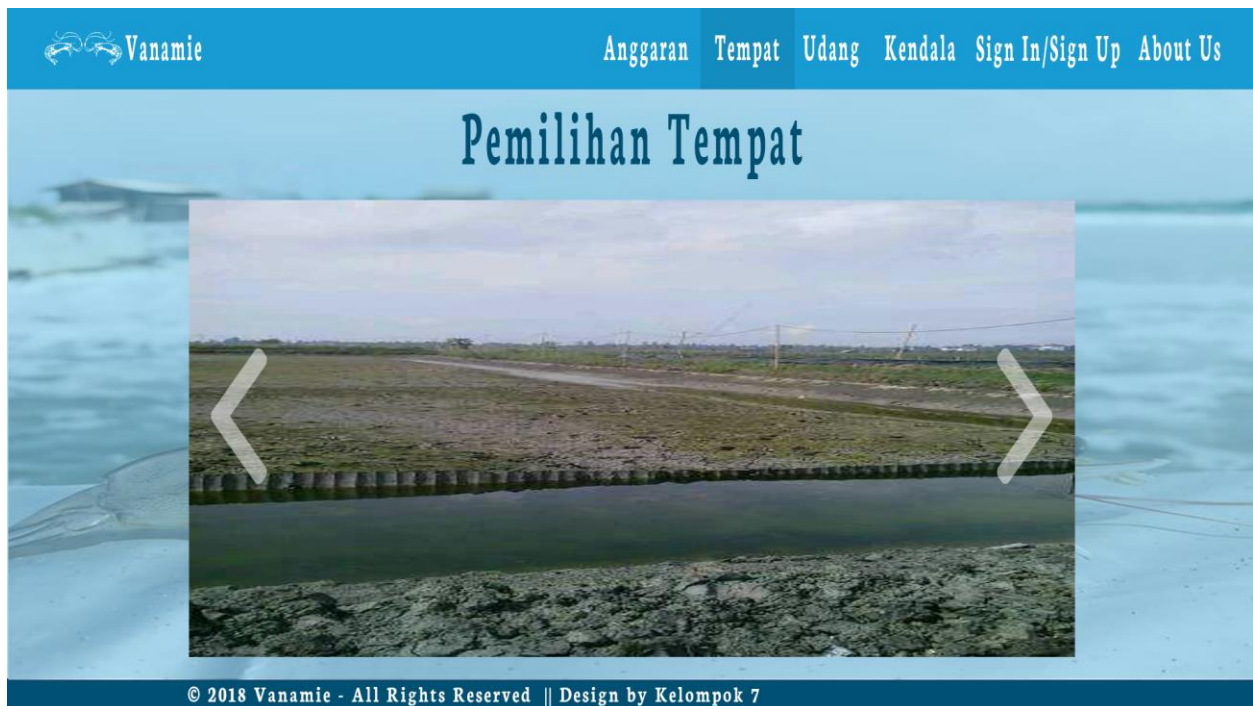 Vanamie
Anggaran Tempat Udang Kendala Sign In/Sign Up About Us
Pemilihan Tempat
© 2018 Vanamie - All Rights Reserved || Design by Kelompok 7